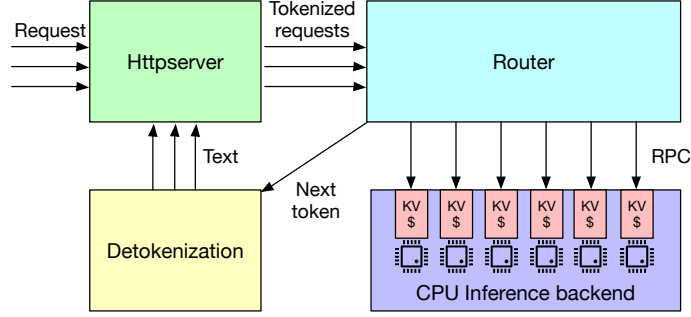 Request
Httpserver
Tokenized
requests
Router
Text
Next
token
RPC
Detokenization
KV
$
KV
$
KV
$
KV
$
KV
$
KV
$
CPU Inference backend